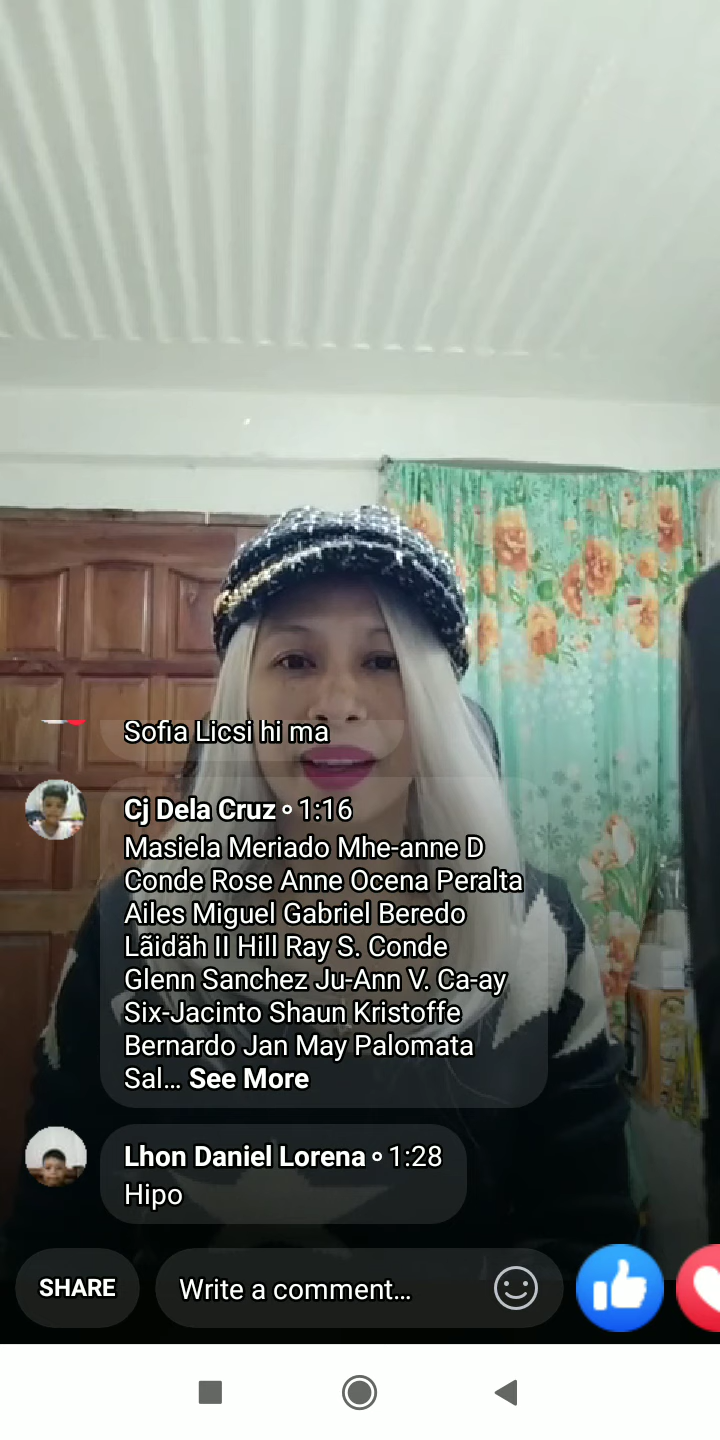 Sofia Licsi hi ma
Cj Dela Cruz • 1:16
Masiela Meriado Mhe-anne D
Conde Rose Anne Ocena Peralta
Ailes Miguel Gabriel Beredo
Lãidäh II Hill Ray S. Conde
Glenn Sanchez Ju-Ann V. Ca-ay
Six-Jacinto Shaun Kristoffe
Bernardo Jan May Palomata
Sal... See More
Lhon Daniel Lorena • 1:28
Hipo
SHARE Write a comment...